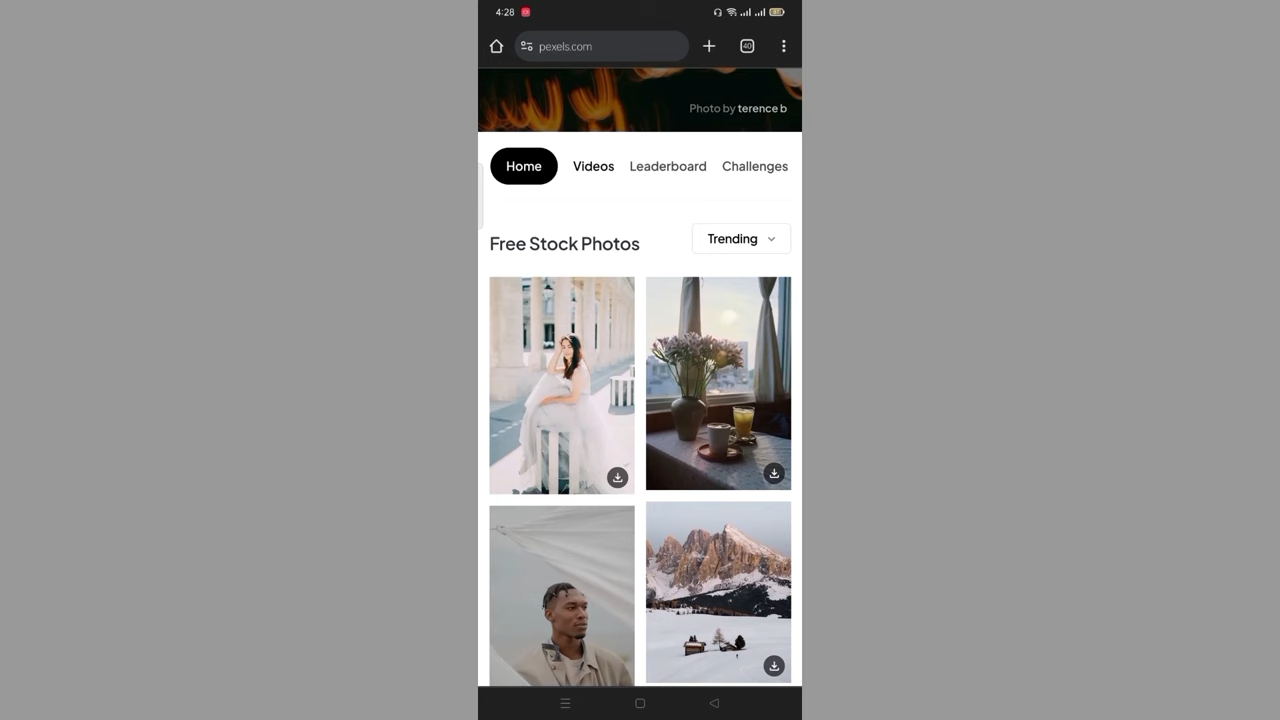 4:28
pexels.com
40
Photo by terence b
Home Videos Leaderboard Challenges
Free Stock Photos
Trending